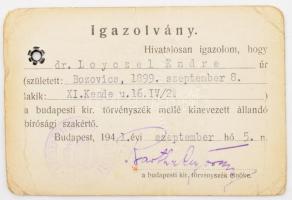 Igazolvány.
Hivatalosan igazolom, hogy
dr. Loyczel Endre úr
(született: Bozovics, 1899. szeptember 8.
lakik: XI. Kende u. 16. IV/2.
a budapesti kir. törvényszék mellé kinevezett állandó
bírósági szakértő.
Budapest, 1941. évi szeptember hó 5. n.
a budapesti kir. törvényszék elnöke.